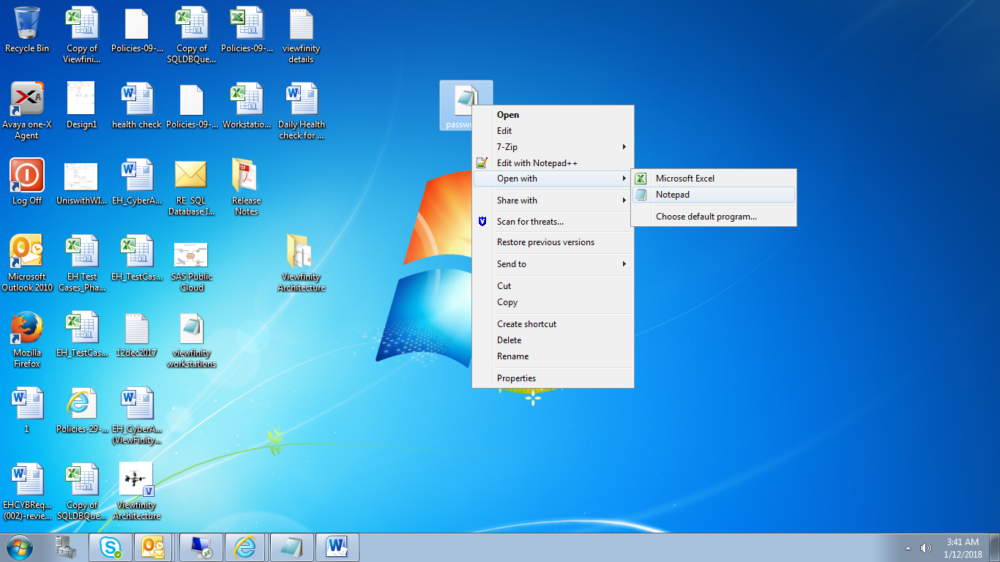 Recycle Bin
Copy of
Viewfini...
Policies-09-...
Copy of
SQLDBQue...
Policies-09-...
viewfinity
details
Avaya one-X
Agent
Design1
health check
Policies-09-...
Workstatio...
Daily Health
check for ...
Log Off
UniswithWI...
EH_CyberA...
RE_SQL
Database I...
PDF
Release
Notes
Microsoft
Outlook 2010
EH Test
Cases_Pha...
EH_TestCas...
SAS Public
Cloud
Viewfinity
Architecture
Mozilla
Firefox
EH_TestCas...
12dec2017
viewfinity
workstations
1
Policies-29-...
EH_CyberA...
(ViewFinity...
EHCYBReq...
(002)-revie...
Copy of
SQLDBQue...
Viewfinity
Architecture
Open
Edit
7-Zip
Edit with Notepad++
Open with
Share with
Scan for threats...
Restore previous versions
Send to
Cut
Copy
Create shortcut
Delete
Rename
Properties
Microsoft Excel
Notepad
Choose default program...
3:41 AM
1/12/2018